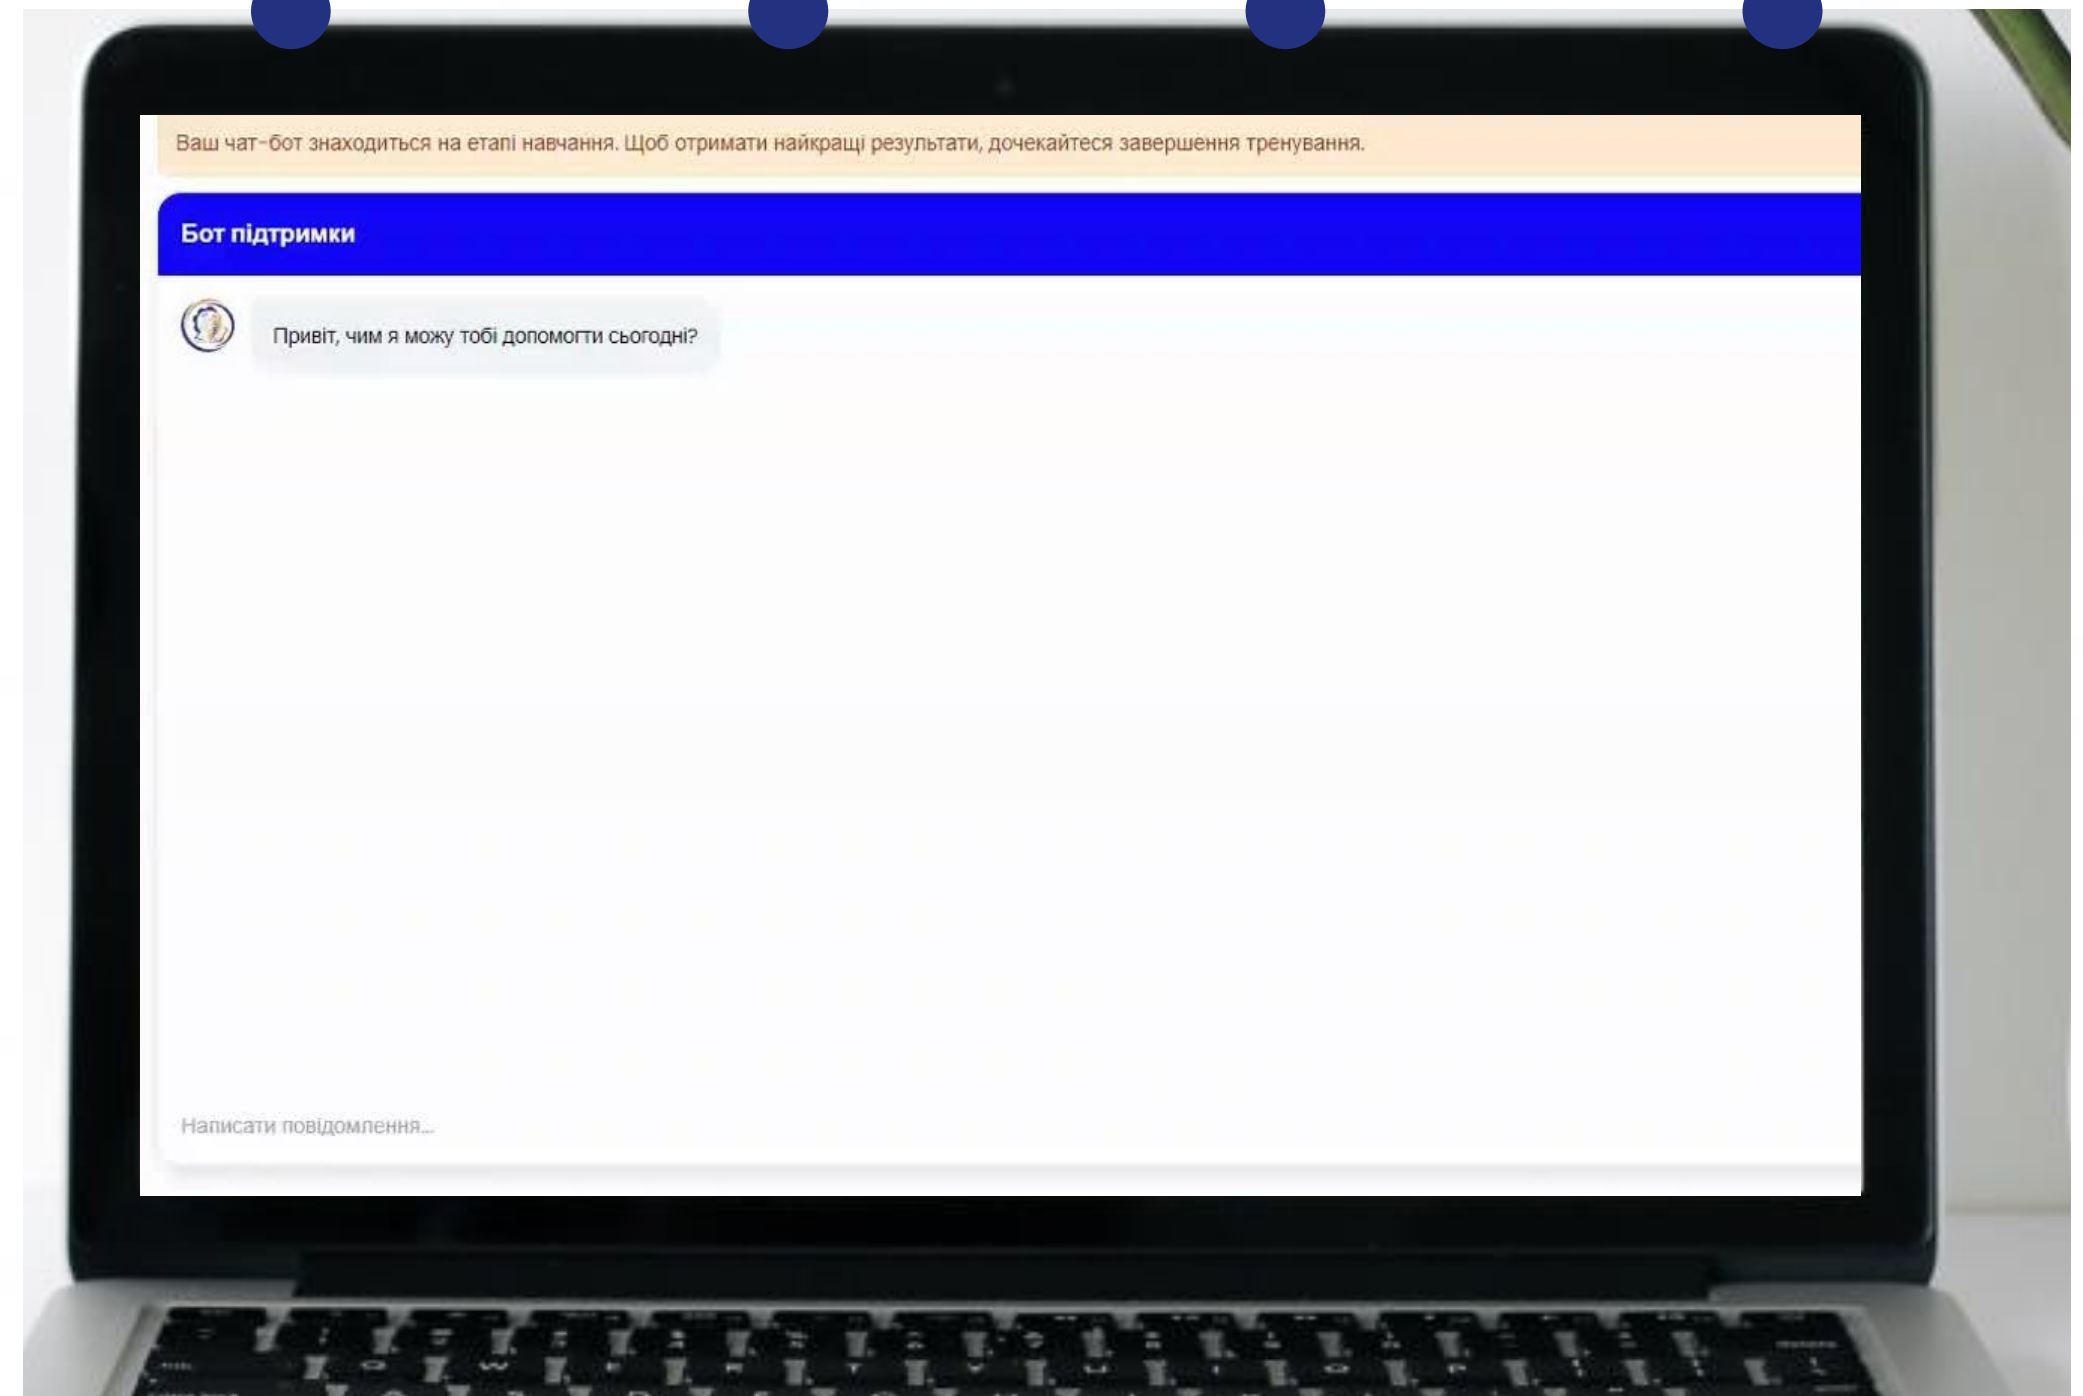 Ваш чат-бот знаходиться на етапі навчання. Щоб отримати найкращі результати, дочекайтеся завершення тренування.
Бот підтримки
Привіт, чим я можу тобі допомогти сьогодні?
Написати повідомлення...